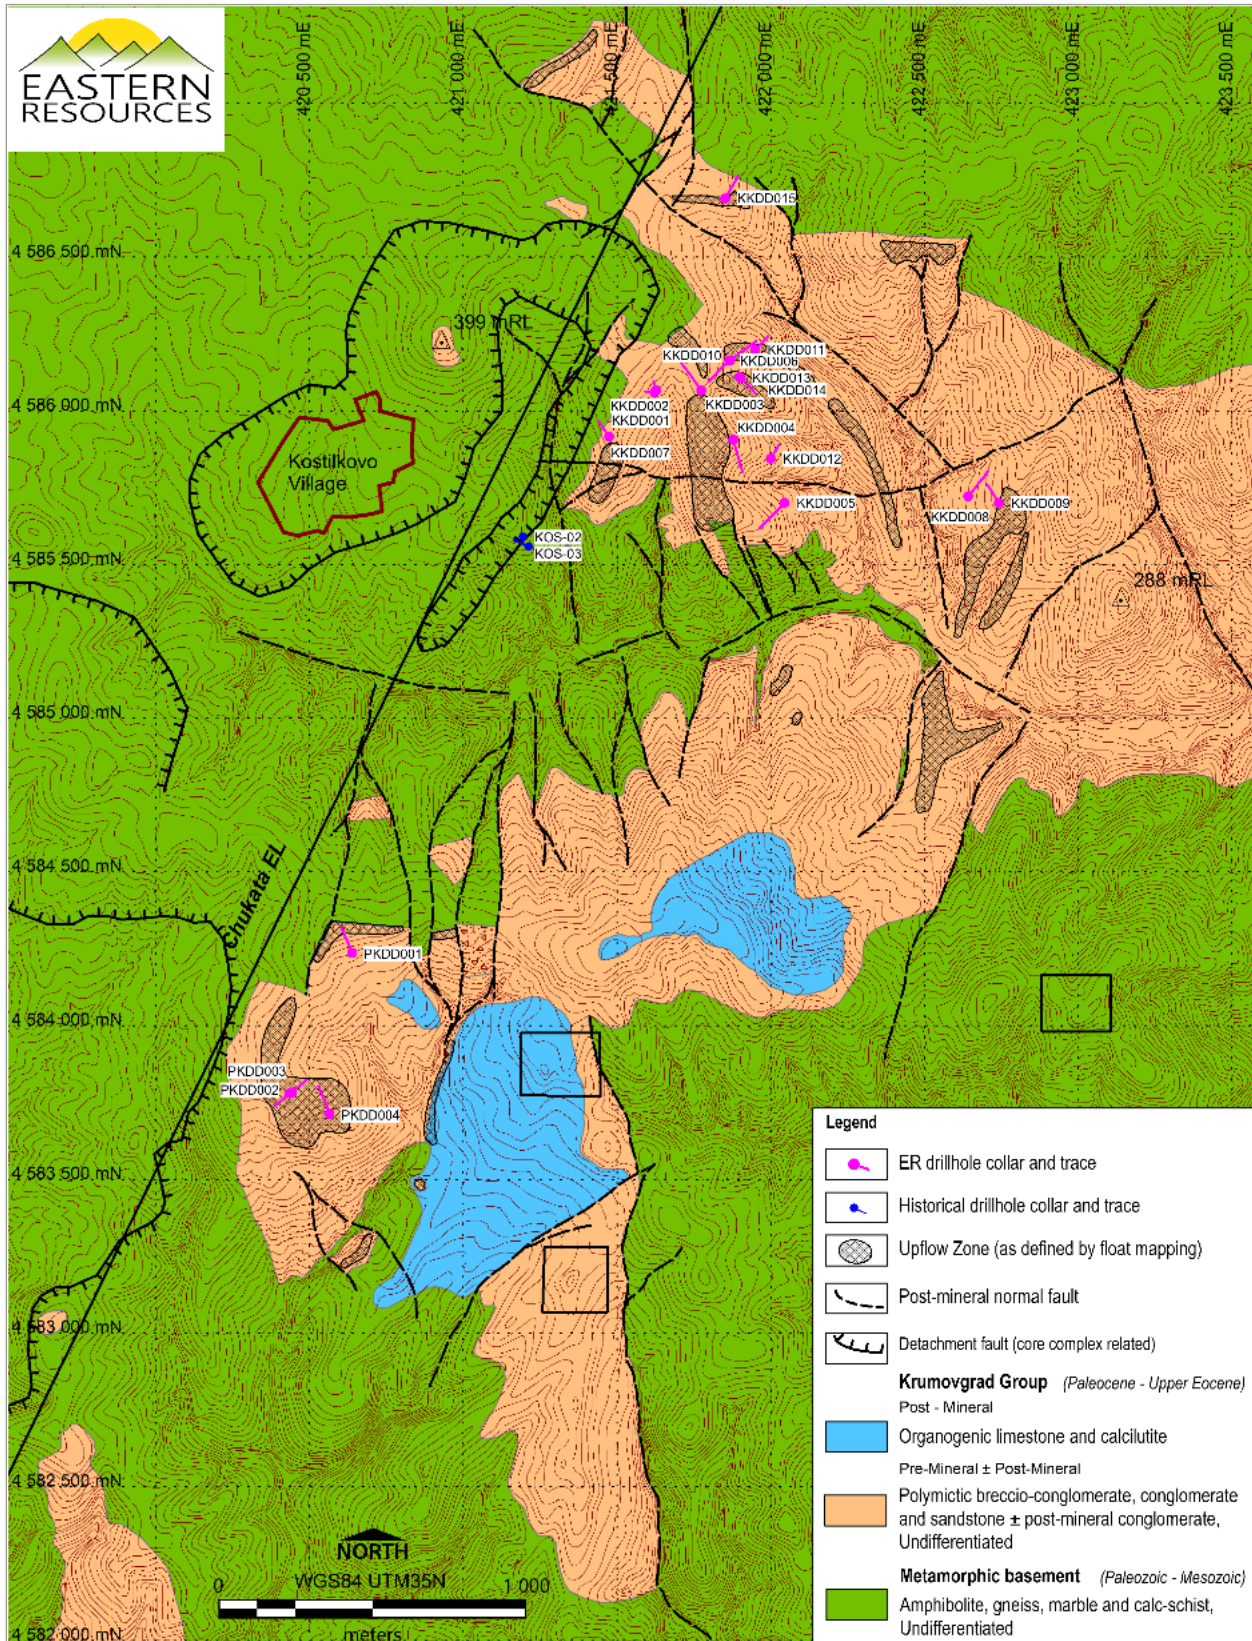 EASTERN
RESOURCES
420 500 mE
421 000 mE
421 500 mE
422 000 mE
422 500 mE
423 000 mE
423 500 mE
KKDD015
4 586 500 mN
399 mRL
KKDD011
KKDD010
KKDD006
KKDD013
KKDD014
4 586 000 mN
KKDD002
KKDD003
KKDD001
KKDD004
KKDD007
KKDD012
Kostilkovo
Village
KKDD005
KKDD009
KKDD008
KOS-02
KOS-03
4 585 500 mN
288 mRL
4 585 000 mN
4 584 500 mN
Chukata EL
PKDD001
4 584 000 mN
PKDD003
PKDD002
PKDD004
4 583 500 mN
4 583 000 mN
4 582 500 mN
4 582 000 mN
NORTH
WGS84 UTM35N
0 1 000
meters
Legend
ER drillhole collar and trace
Historical drillhole collar and trace
Upflow Zone (as defined by float mapping)
Post-mineral normal fault
Detachment fault (core complex related)
Krumovgrad Group (Paleocene - Upper Eocene)
Post - Mineral
Organogenic limestone and calcilutite
Pre-Mineral ± Post-Mineral
Polymictic breccio-conglomerate, conglomerate
and sandstone ± post-mineral conglomerate,
Undifferentiated
Metamorphic basement (Paleozoic - Mesozoic)
Amphibolite, gneiss, marble and calc-schist,
Undifferentiated